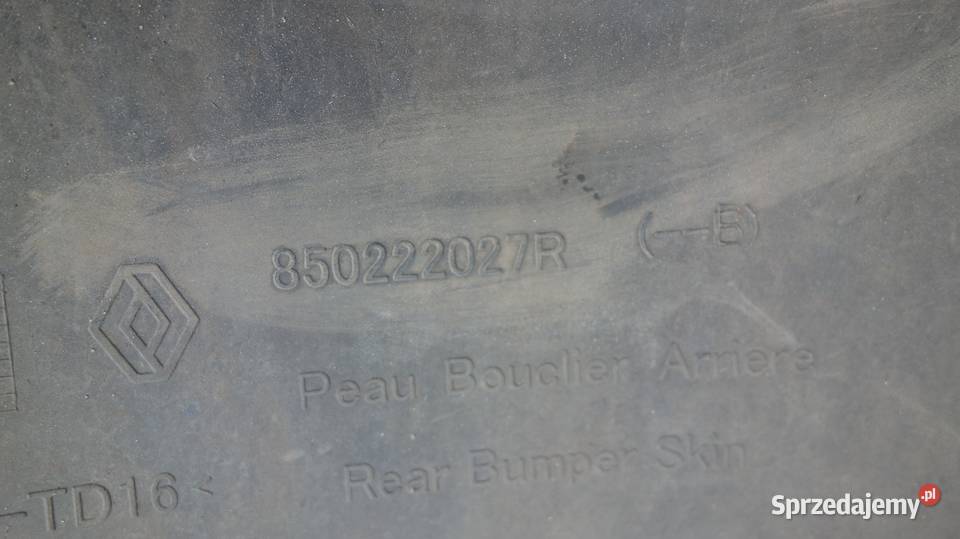 850222027R (--B)
Peau Bouclier Arriere
Rear Bumper Skin
-TD16<
Sprzedajemy.pl